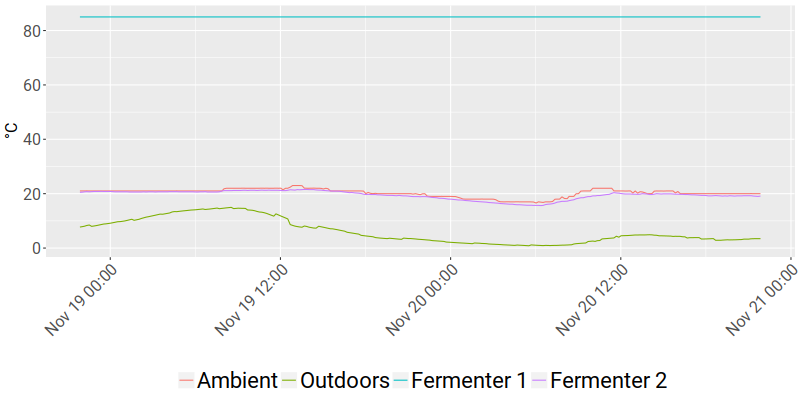 80
60
40
20
0
°C
Nov 19 00:00
Nov 19 12:00
Nov 20 00:00
Nov 20 12:00
Nov 21 00:00
Ambient Outdoors Fermenter 1 Fermenter 2